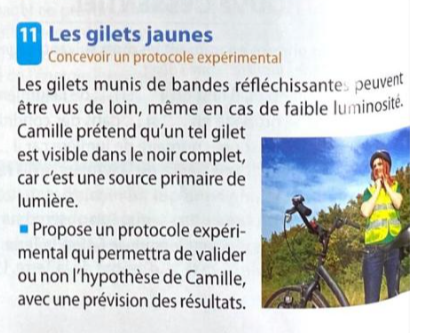 11 Les gilets jaunes
Concevoir un protocole expérimental
Les gilets munis de bandes réfléchissantes peuvent
être vus de loin, même en cas de faible luminosité.
Camille prétend qu'un tel gilet
est visible dans le noir complet,
car c'est une source primaire de
lumière.
Propose un protocole expéri-
mental qui permettra de valider
ou non l'hypothèse de Camille,
avec une prévision des résultats.